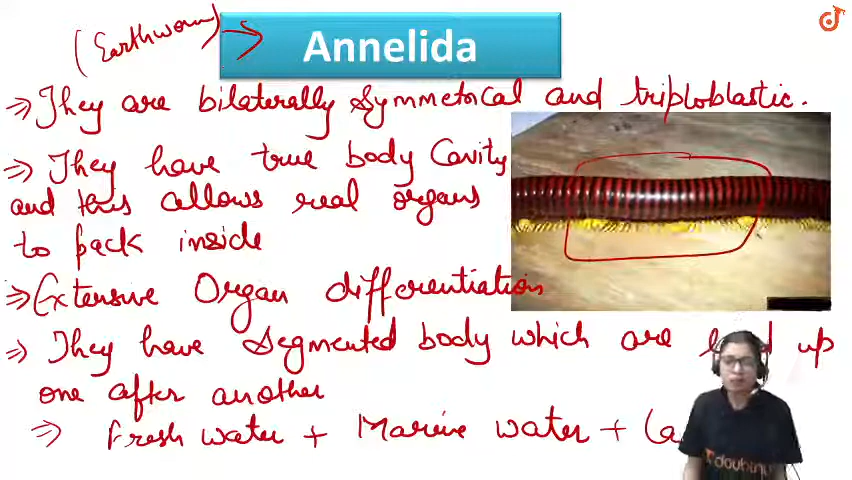 (Earthworm)
Annelida
⇒ They are bilaterally symmetrical and triploblastic.
⇒ They have true body cavity
and this allows real organs
to pack inside
⇒ Extensive Organ differentiation
⇒ They have segmented body which are up
one after another
⇒ Fresh water + Marine water +
doubtnut